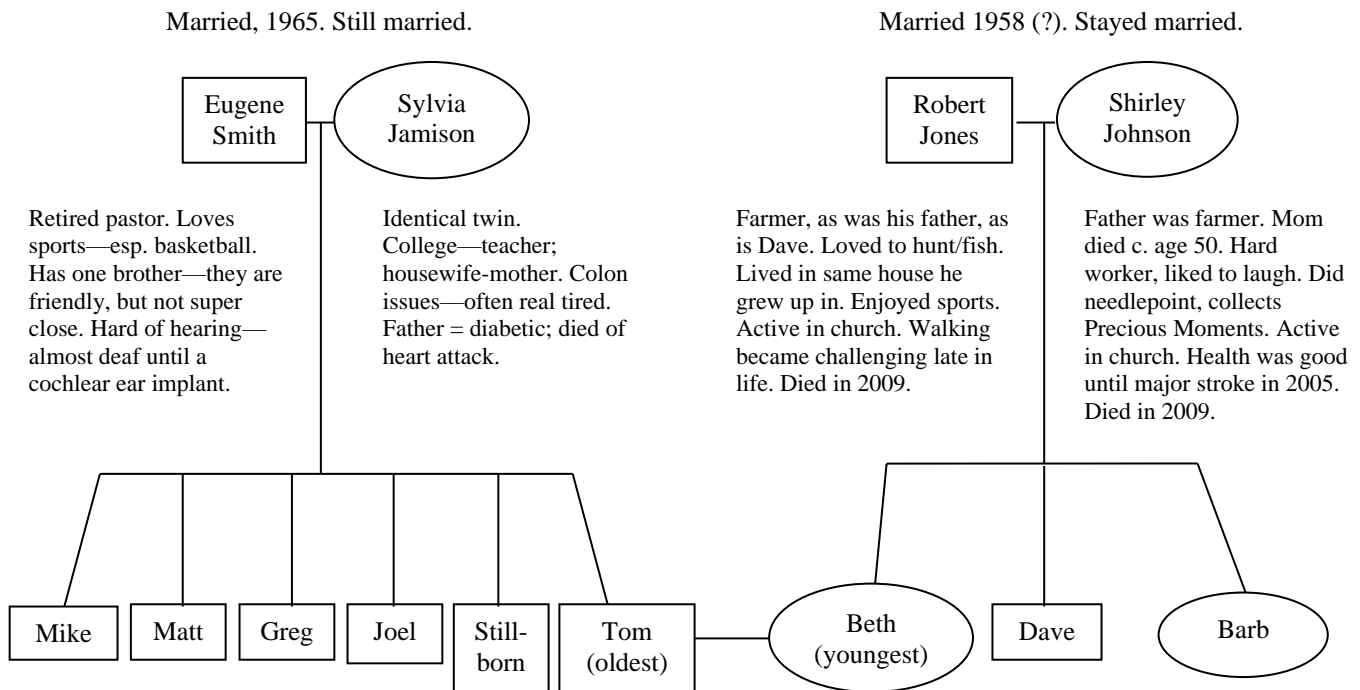 Married, 1965. Still married.
Married 1958 (?). Stayed married.
Eugene
Smith
Sylvia
Jamison
Robert
Jones
Shirley
Johnson
Retired pastor. Loves
sports—esp. basketball.
Has one brother—they are
friendly, but not super
close. Hard of hearing—
almost deaf until a
cochlear ear implant.
Identical twin.
College—teacher;
housewife-mother. Colon
issues—often real tired.
Father = diabetic; died of
heart attack.
Farmer, as was his father, as
is Dave. Loved to hunt/fish.
Lived in same house he
grew up in. Enjoyed sports.
Active in church. Walking
became challenging late in
life. Died in 2009.
Father was farmer. Mom
died c. age 50. Hard
worker, liked to laugh. Did
needlepoint, collects
Precious Moments. Active
in church. Health was good
until major stroke in 2005.
Died in 2009.
Mike
Matt
Greg
Joel
Still-
born
Tom
(oldest)
Beth
(youngest)
Dave
Barb